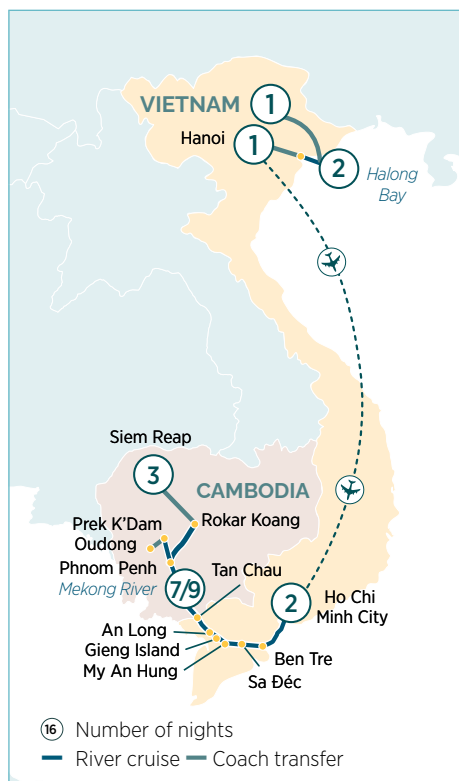 VIETNAM
1
Hanoi
1
2
Halong
Bay
Siem Reap
3
CAMBODIA
Prek K’Dam
Rokar Koang
Oudong
Phnom Penh
Mekong River
7/9
Tan Chau
2
Ho Chi
Minh City
An Long
Gieng Island
My An Hung
Ben Tre
Sa Déc
16 Number of nights
River cruise Coach transfer